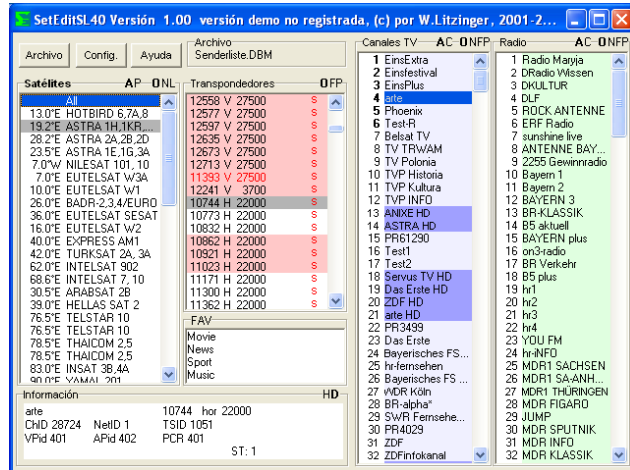 SetEditSL40 Versión 1.00 versión demo no registrada, (c) por W.Litzinger, 2001-2...
Archivo
Config.
Ayuda
Archivo
Senderliste.DBM
Satélites AP ONL
All
13.0°E HOTBIRD 6,7A,8
19.2°E ASTRA 1H,1KR,...
28.2°E ASTRA 2A,2B,2D
23.5°E ASTRA 1E,1G,3A
7.0°W NILESAT 101, 10
7.0°E EUTELSAT W3A
10.0°E EUTELSAT W1
26.0°E BADR-2,3,4/EURO
36.0°E EUTELSAT SESAT
16.0°E EUTELSAT W2
40.0°E EXPRESS AM1
42.0°E TURKSAT 2A, 3A
62.0°E INTELSAT 902
68.6°E INTELSAT 7, 10
30.5°E ARABSAT 2B
39.0°E HELLAS SAT 2
76.5°E TELSTAR 10
76.5°E TELSTAR 10
78.5°E THAICOM 2,5
78.5°E THAICOM 2,5
83.0°E INSAT 3B,4A
90.0°E YAMAL 201
Transpondedores OFP
12558 V 27500 S
12577 V 27500 S
12597 V 27500 S
12635 V 27500 S
12673 V 27500 S
12713 V 27500 S
11393 V 27500 S
12241 V 3700 S
10744 H 22000 S
10773 H 22000 S
10832 H 22000 S
10862 H 22000 S
10921 H 22000 S
11023 H 22000 S
11171 H 22000 S
11300 H 22000 S
11362 H 22000 S
FAV
Movie
News
Sport
Music
Información HD
arte 10744 hor 22000
ChID 28724 NetID 1 TSID 1051
VPid 401 APid 402 PCR 401
ST: 1
Canales TV AC ONFP
1 EinsExtra
2 Einsfestival
3 EinsPlus
4 arte
5 Phoenix
6 Test-R
7 Belsat TV
8 TV TRWAM
9 TV Polonia
10 TVP Historia
11 TVP Kultura
12 TVP INFO
13 ANIXE HD
14 ASTRA HD
15 PR61290
16 Test1
17 Test2
18 Servus TV HD
19 Das Erste HD
20 ZDF HD
21 arte HD
22 PR3499
23 Das Erste
24 Bayerisches FS ...
25 hr-fernsehen
26 Bayerisches FS ...
27 WDR Köln
28 BR-alpha*
29 SWR Fernsehe...
30 PR4029
31 ZDF
32 ZDFinfokanal
Radio AC ONFP
1 Radio Maryja
2 DRadio Wissen
3 DKULTUR
4 DLF
5 ROCK ANTENNE
6 ERF Radio
7 sunshine live
8 ANTENNE BAY...
9 2255 Gewinnradio
10 Bayern 1
11 Bayern 2
12 BAYERN 3
13 BR-KLASSIK
14 B5 aktuell
15 BAYERN plus
16 on3-radio
17 BR Verkehr
18 B5 plus
19 hr1
20 hr2
21 hr3
22 hr4
23 YOU FM
24 hr-iNFO
25 MDR1 SACHSEN
26 MDR1 SA-ANH...
27 MDR1 THÜRINGEN
28 MDR FIGARO
29 JUMP
30 MDR SPUTNIK
31 MDR INFO
32 MDR KLASSIK